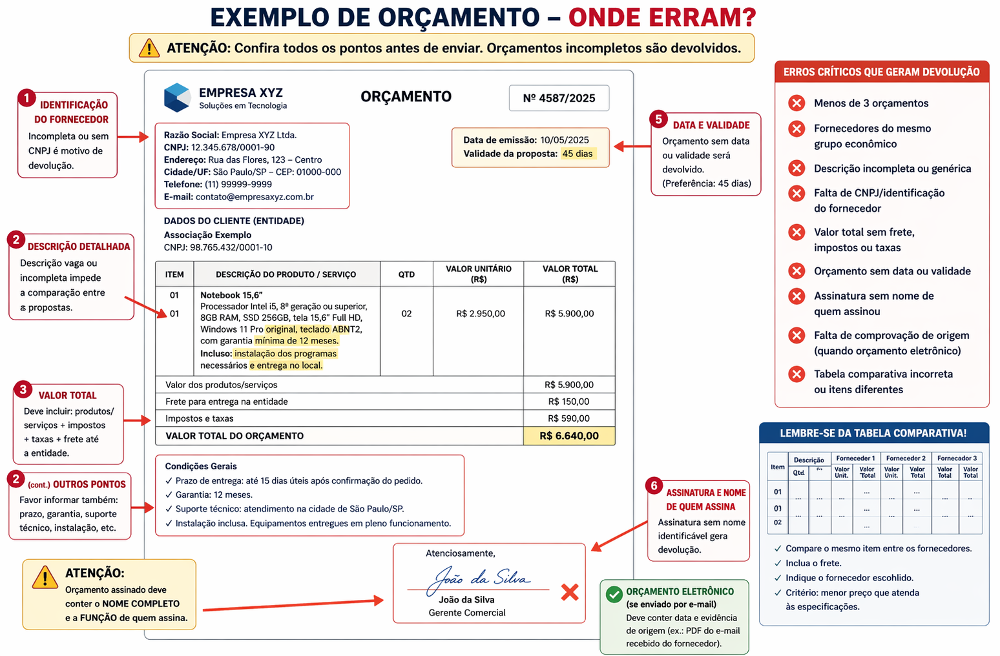 EXEMPLO DE ORÇAMENTO – ONDE ERRAM?
ATENÇÃO: Confira todos os pontos antes de enviar. Orçamentos incompletos são devolvidos.
1
IDENTIFICAÇÃO
DO FORNECEDOR
Incompleta ou sem
CNPJ é motivo de
devolução.
EMPRESA XYZ
Soluções em Tecnologia
ORÇAMENTO
Nº 4587/2025
Razão Social: Empresa XYZ Ltda.
CNPJ: 12.345.678/0001-90
Endereço: Rua das Flores, 123 – Centro
Cidade/UF: São Paulo/SP – CEP: 01000-000
Telefone: (11) 99999-9999
E-mail: contato@empresaxyz.com.br
Data de emissão: 10/05/2025
Validade da proposta: 45 dias
5
DATA E VALIDADE
Orçamento sem data
ou validade será
devolvido.
(Preferência: 45 dias)
DADOS DO CLIENTE (ENTIDADE)
Associação Exemplo
CNPJ: 98.765.432/0001-10
2
DESCRIÇÃO DETALHADA
Descrição vaga ou
incompleta impede
a comparação entre
propostas.
ITEM
DESCRIÇÃO DO PRODUTO / SERVIÇO
QTD
VALOR UNITÁRIO
(R$)
VALOR TOTAL
(R$)
01
01
Notebook 15,6”
Processador Intel i5, 8ª geração ou superior,
8GB RAM, SSD 256GB, tela 15,6” Full HD,
Windows 11 Pro original, teclado ABNT2,
com garantia mínima de 12 meses.
Incluso: instalação dos programas
necessários e entrega no local.
02
R$ 2.950,00
R$ 5.900,00
Valor dos produtos/serviços R$ 5.900,00
Frete para entrega na entidade R$ 150,00
Impostos e taxas R$ 590,00
VALOR TOTAL DO ORÇAMENTO R$ 6.640,00
3
VALOR TOTAL
Deve incluir: produtos/
serviços + impostos
+ taxas + frete até
a entidade.
2
(cont.) OUTROS PONTOS
Favor informar também:
prazo, garantia, suporte
técnico, instalação, etc.
Condições Gerais
✓ Prazo de entrega: até 15 dias úteis após confirmação do pedido.
✓ Garantia: 12 meses.
✓ Suporte técnico: atendimento na cidade de São Paulo/SP.
✓ Instalação inclusa. Equipamentos entregues em pleno funcionamento.
ATENÇÃO:
Orçamento assinado deve
conter o NOME COMPLETO
e a FUNÇÃO de quem assina.
Atenciosamente,
João da Silva
João da Silva
Gerente Comercial
6
ASSINATURA E NOME
DE QUEM ASSINA
Assinatura sem nome
identificável gera
devolução.
ORÇAMENTO ELETRÔNICO
(se enviado por e-mail)
Deve conter data e evidência
de origem (ex.: PDF do e-mail
recebido do fornecedor).
ERROS CRÍTICOS QUE GERAM DEVOLUÇÃO
Menos de 3 orçamentos
Fornecedores do mesmo
grupo econômico
Descrição incompleta ou genérica
Falta de CNPJ/identificação
do fornecedor
Valor total sem frete,
impostos ou taxas
Orçamento sem data ou validade
Assinatura sem nome de
quem assinou
Falta de comprovação de origem
(quando orçamento eletrônico)
Tabela comparativa incorreta
ou itens diferentes
LEMBRE-SE DA TABELA COMPARATIVA!
Item
Descrição
Forneceder 1
Fornecedor 2
Fornecador 3
Qtd.
Valor
Unit.
Valor
Total
Valor
Unit.
Valor
Total
Valor
Total
Valor
Total
01
01
02
✓ Compare o mesmo item entre os fornecedores.
✓ Inclua o frete.
✓ Indique o fornecedor escohlido.
✓ Critério: menor preço que atenda
às especificações.